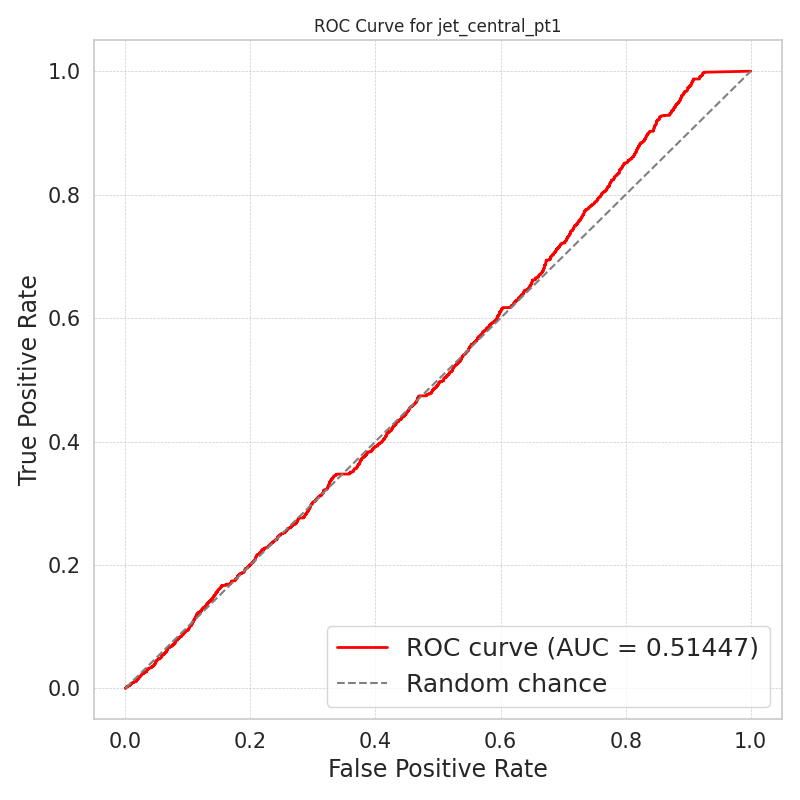 ROC Curve for jet_central_pt1
1.0
0.8
0.6
0.4
0.2
0.0
True Positive Rate
ROC curve (AUC = 0.51447)
Random chance
0.0 0.2 0.4 0.6 0.8 1.0
False Positive Rate